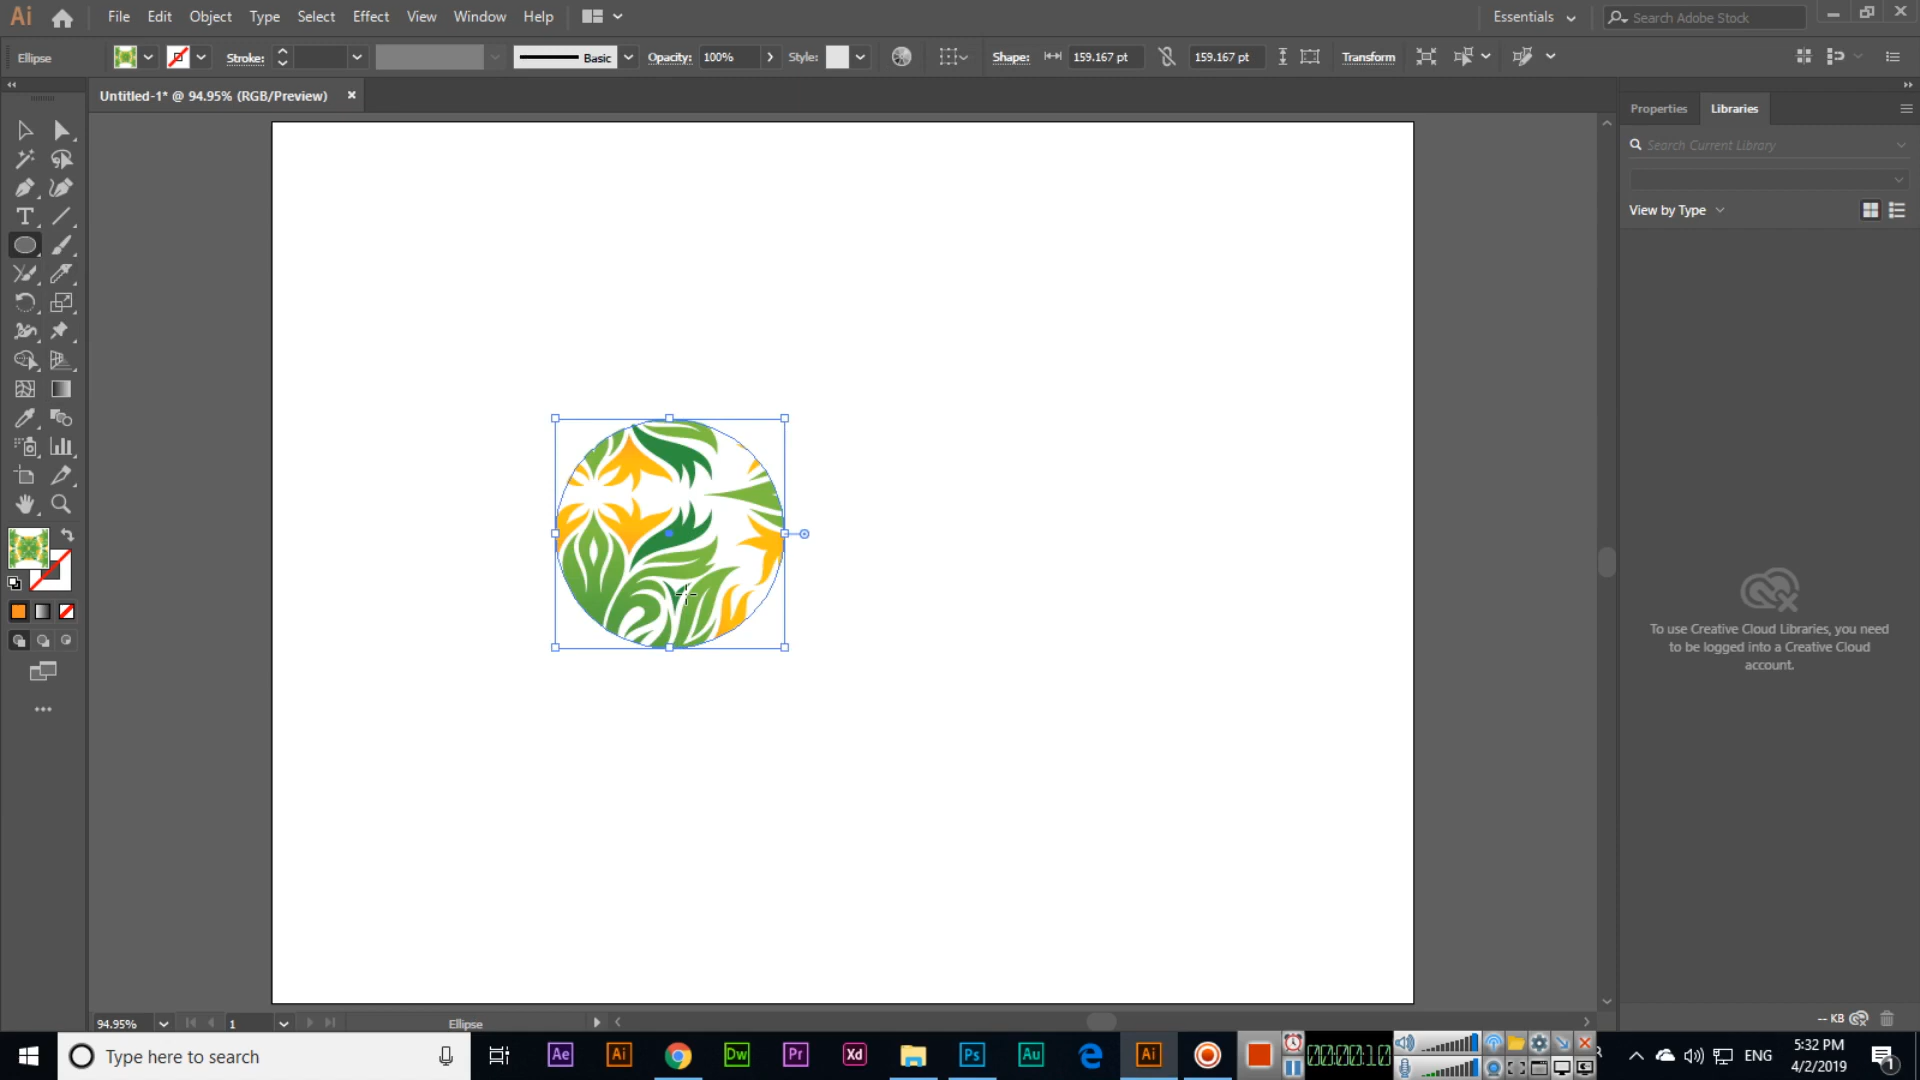 Ai File Edit Object Type Select Effect View Window Help Essentials Search Adobe Stock
Ellipse Stroke: Basic Opacity: 100% Style: Shape: 159.167 pt 159.167 pt Transform
Untitled-1* @ 94.95% (RGB/Preview)
Properties Libraries
Search Current Library
View by Type
To use Creative Cloud Libraries, you need
to be logged into a Creative Cloud
account.
-- KB
94.95% 1 Ellipse
Type here to search Ae Ai Dw Pr Xd Ps Au Ai 00:00:10 ENG 5:32 PM
4/2/2019 1